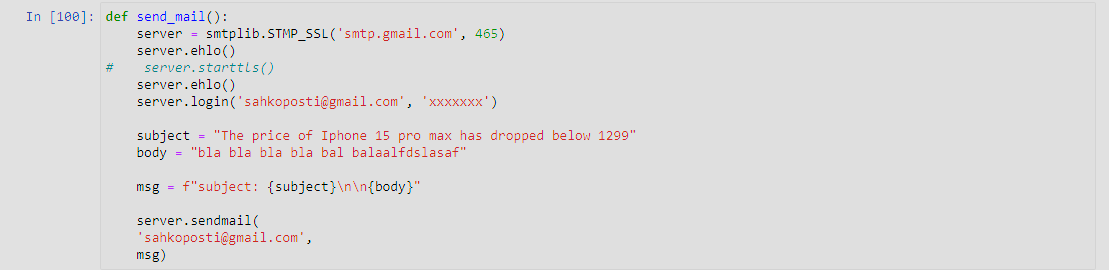 In [100]: def send_mail():
server = smtplib.STMP_SSL('smtp.gmail.com', 465)
server.ehlo()
#    server.starttls()
server.ehlo()
server.login('sahkoposti@gmail.com', 'xxxxxxx')
subject = "The price of Iphone 15 pro max has dropped below 1299"
body = "bla bla bla bla bal balaalfdslasaf"
msg = f"subject: {subject}\n\n{body}"
server.sendmail(
'sahkoposti@gmail.com',
msg)